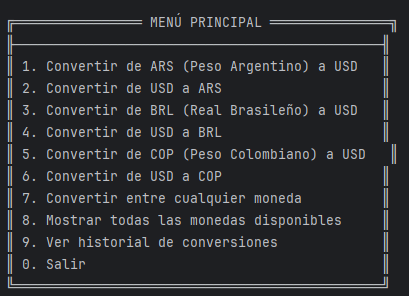 MENÚ PRINCIPAL
1. Convertir de ARS (Peso Argentino) a USD
2. Convertir de USD a ARS
3. Convertir de BRL (Real Brasileño) a USD
4. Convertir de USD a BRL
5. Convertir de COP (Peso Colombiano) a USD
6. Convertir de USD a COP
7. Convertir entre cualquier moneda
8. Mostrar todas las monedas disponibles
9. Ver historial de conversiones
0. Salir